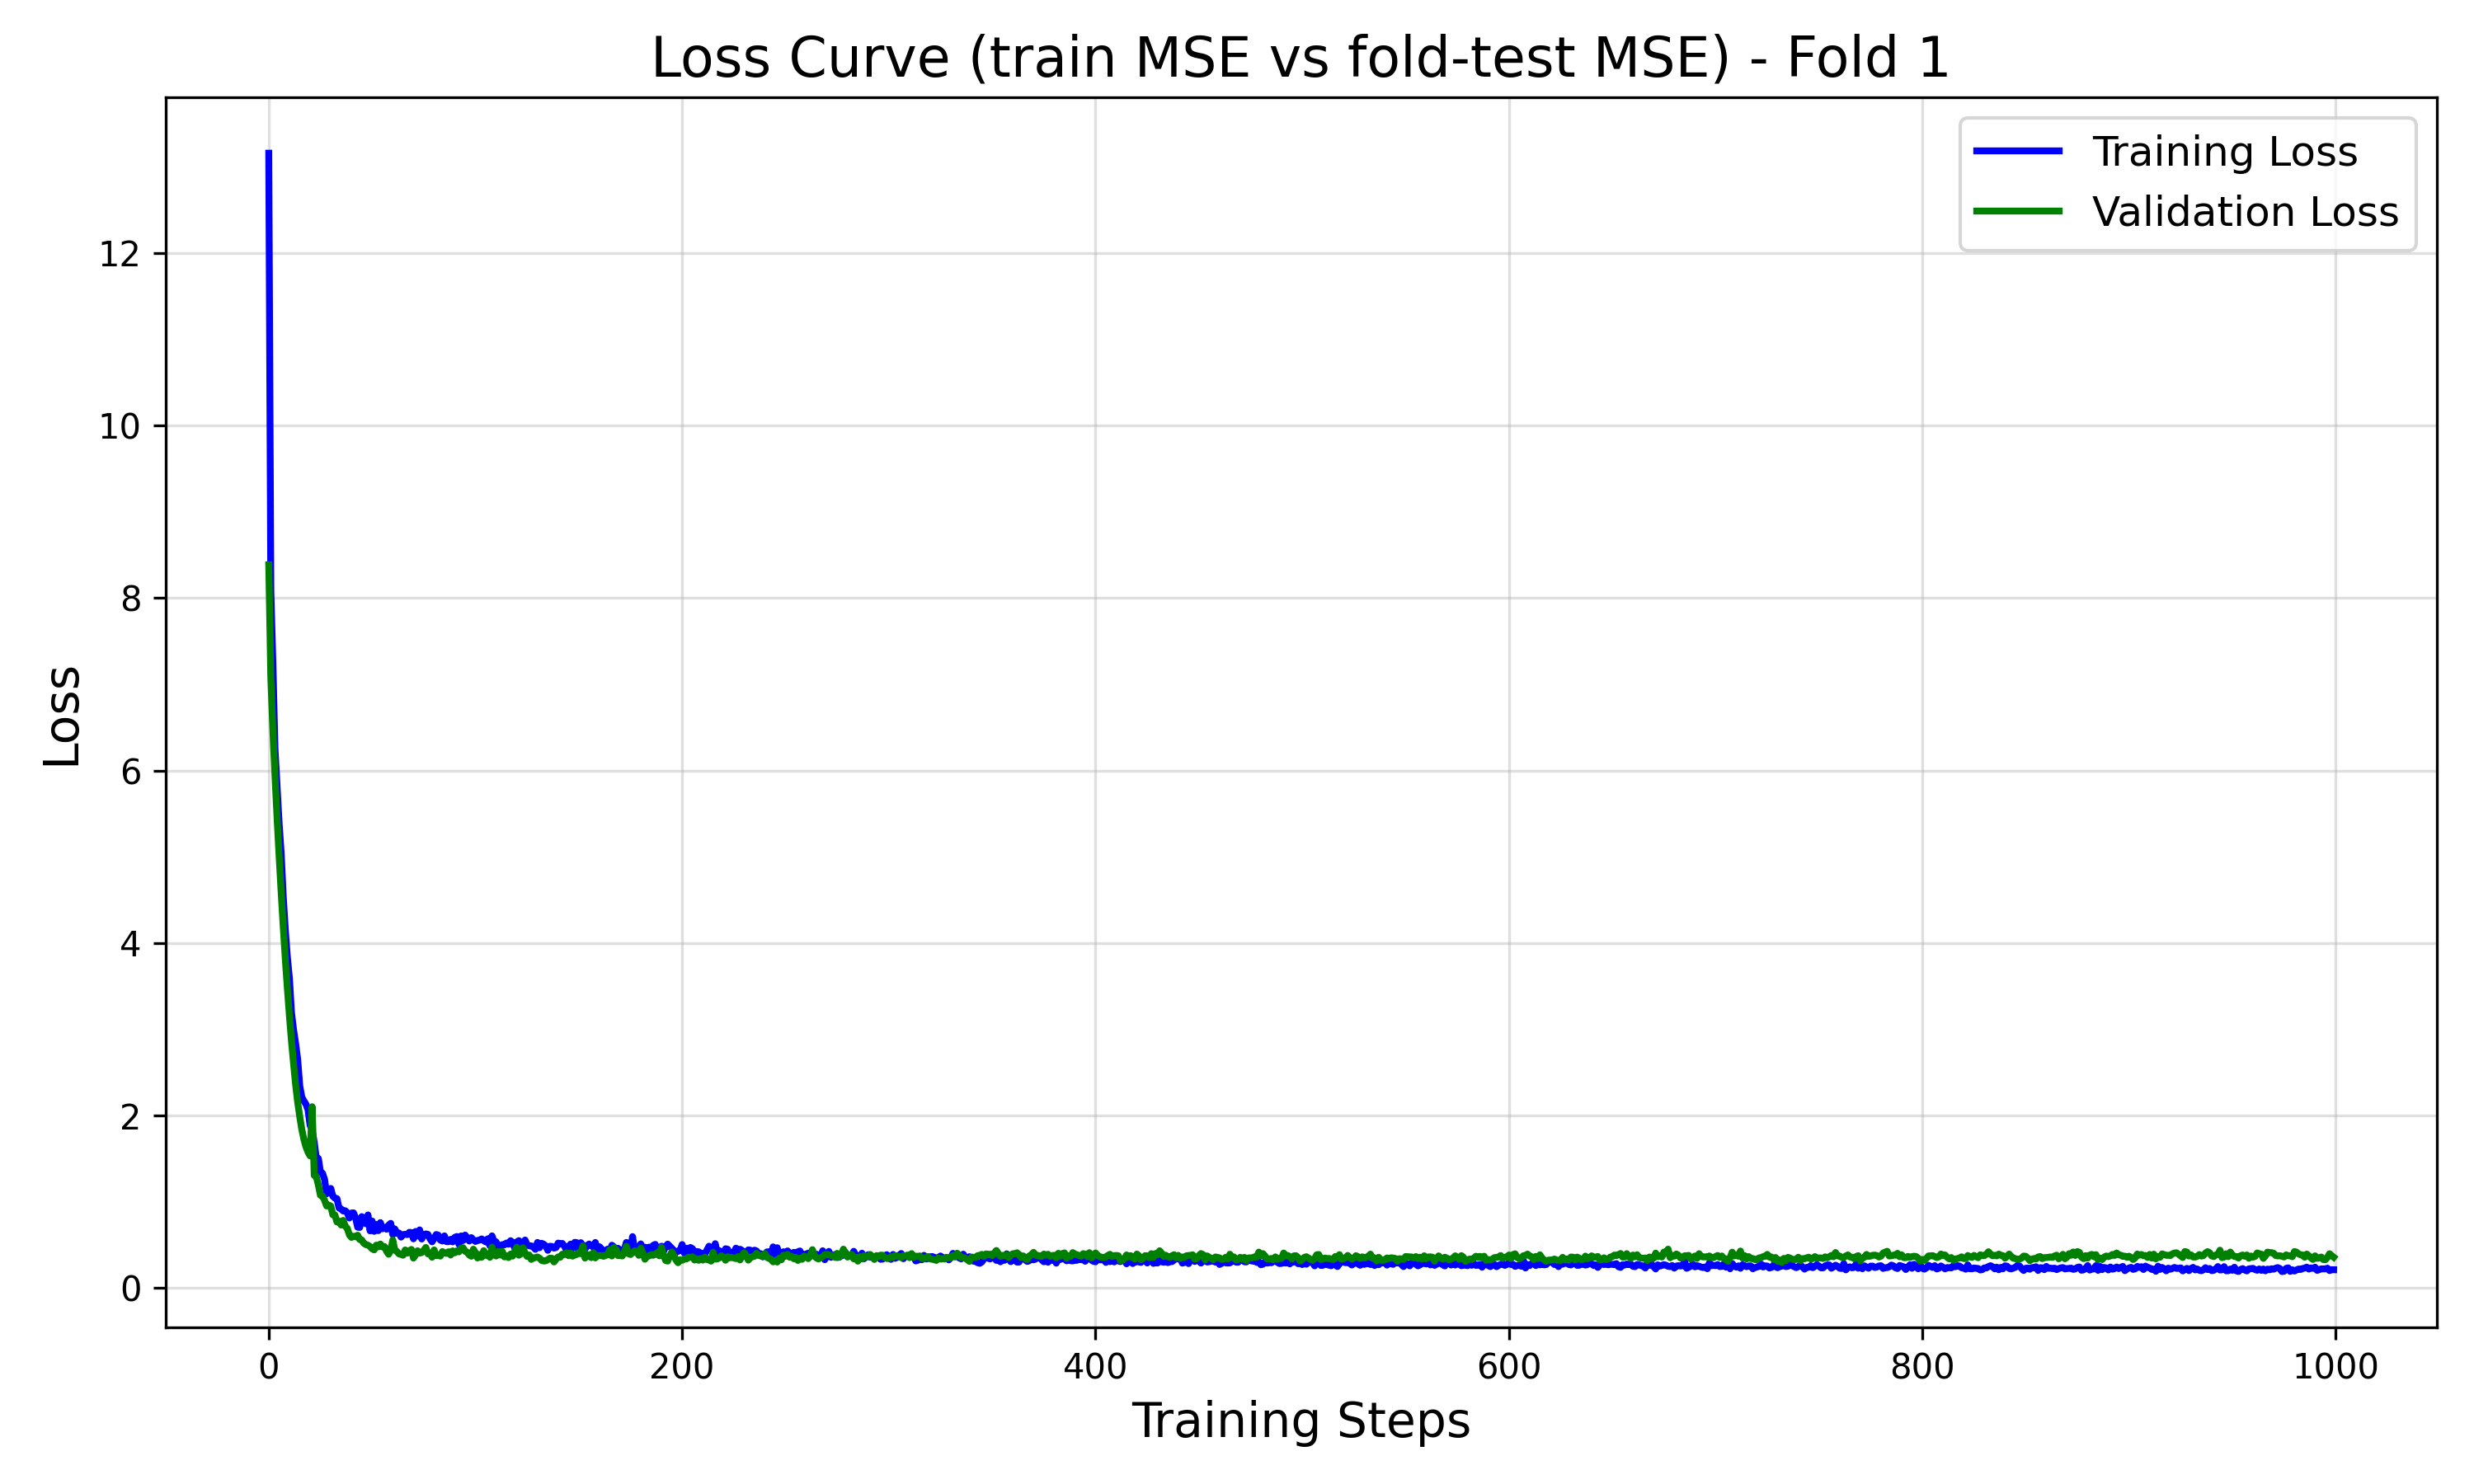 Loss Curve (train MSE vs fold-test MSE) - Fold 1
Training Loss
Validation Loss
12
10
8
6
4
2
0
Loss
0 200 400 600 800 1000
Training Steps